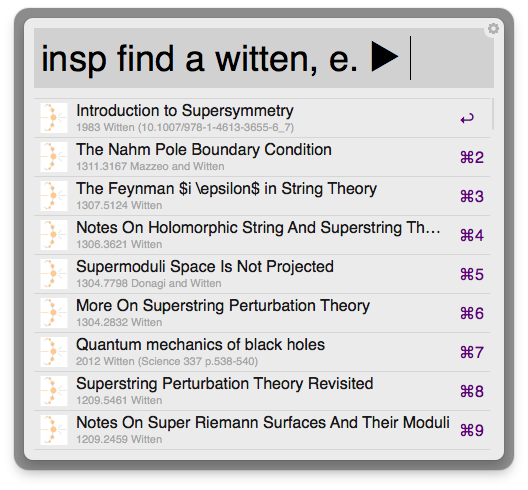 insp find a witten, e. ▶
Introduction to Supersymmetry
1983 Witten (10.1007/978-1-4613-3655-6_7)
↩
The Nahm Pole Boundary Condition
1311.3167 Mazzeo and Witten
⌘2
The Feynman $i \epsilon$ in String Theory
1307.5124 Witten
⌘3
Notes On Holomorphic String And Superstring Th…
1306.3621 Witten
⌘4
Supermoduli Space Is Not Projected
1304.7798 Donagi and Witten
⌘5
More On Superstring Perturbation Theory
1304.2832 Witten
⌘6
Quantum mechanics of black holes
2012 Witten (Science 337 p.538-540)
⌘7
Superstring Perturbation Theory Revisited
1209.5461 Witten
⌘8
Notes On Super Riemann Surfaces And Their Moduli
1209.2459 Witten
⌘9